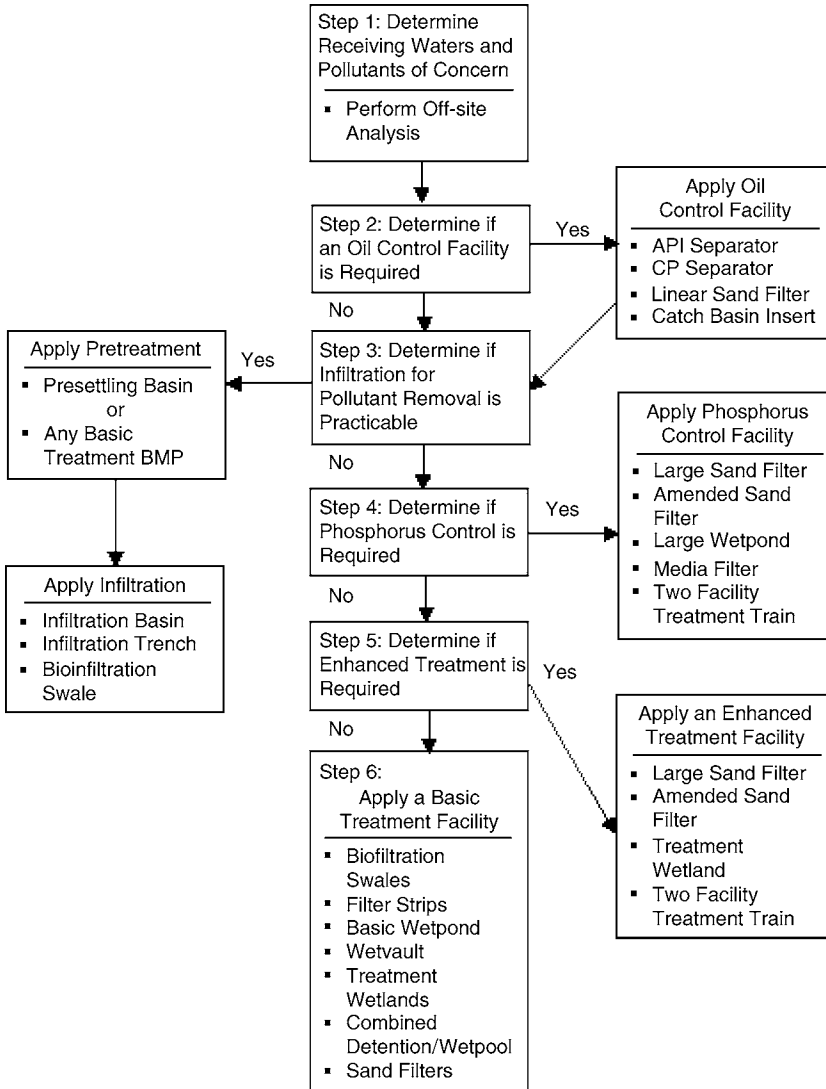 Step 1: Determine
Receiving Waters and
Pollutants of Concern
▪ Perform Off-site
Analysis
Step 2: Determine if
an Oil Control Facility
is Required
Yes
No
Apply Oil
Control Facility
▪ API Separator
▪ CP Separator
▪ Linear Sand Filter
▪ Catch Basin Insert
Step 3: Determine if
Infiltration for
Pollutant Removal is
Practicable
Yes
No
Apply Pretreatment
▪ Presettling Basin
or
▪ Any Basic
Treatment BMP
Apply Infiltration
▪ Infiltration Basin
▪ Infiltration Trench
▪ Bioinfiltration
Swale
Step 4: Determine if
Phosphorus Control is
Required
Yes
No
Apply Phosphorus
Control Facility
▪ Large Sand Filter
▪ Amended Sand
Filter
▪ Large Wetpond
▪ Media Filter
▪ Two Facility
Treatment Train
Step 5: Determine if
Enhanced Treatment is
Required
Yes
No
Apply an Enhanced
Treatment Facility
▪ Large Sand Filter
▪ Amended Sand
Filter
▪ Treatment
Wetland
▪ Two Facility
Treatment Train
Step 6:
Apply a Basic
Treatment Facility
▪ Biofiltration
Swales
▪ Filter Strips
▪ Basic Wetpond
▪ Wetvault
▪ Treatment
Wetlands
▪ Combined
Detention/Wetpool
▪ Sand Filters